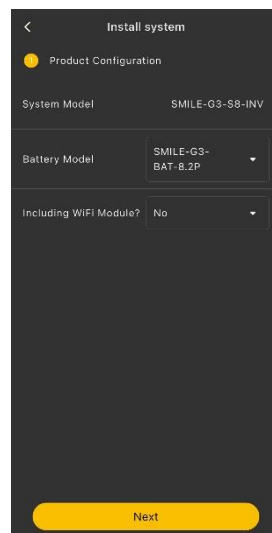 Install system
1 Product Configuration
System Model SMILE-G3-S8-INV
Battery Model SMILE-G3-
BAT-8.2P
Including WiFi Module? No
Next